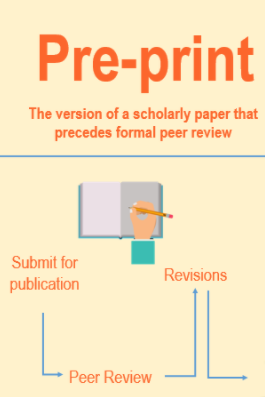 Pre-print
The version of a scholarly paper that
precedes formal peer review
Submit for
publication
Revisions
Peer Review